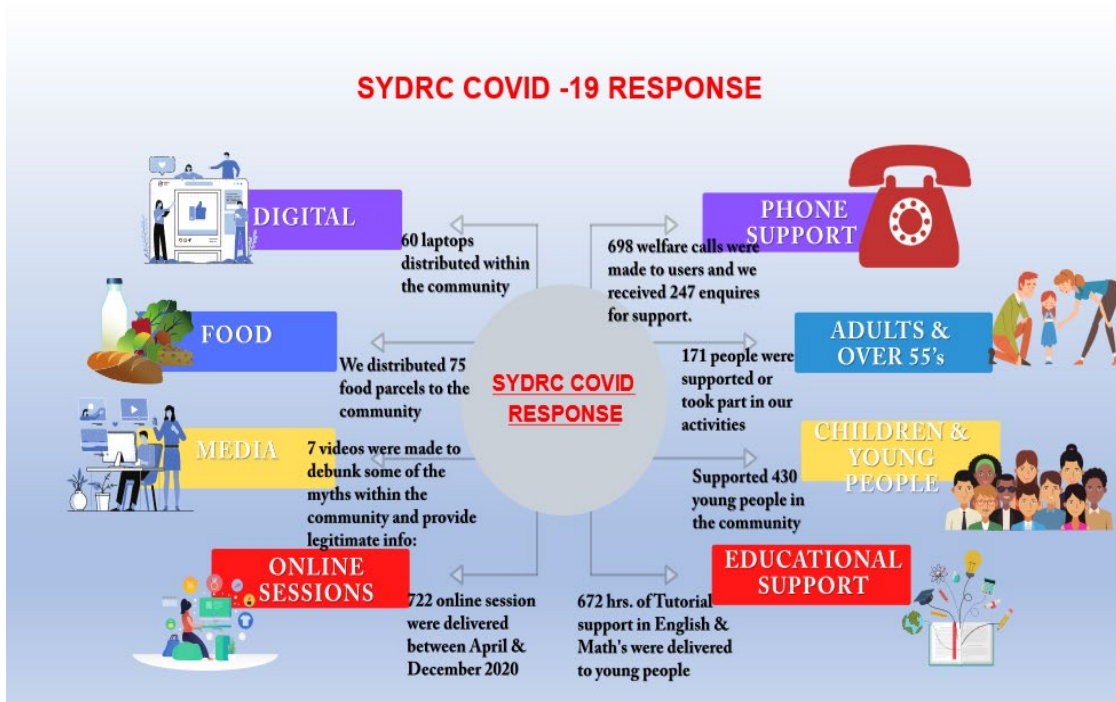 SYDRC COVID -19 RESPONSE
DIGITAL
60 laptops
distributed within
the community
FOOD
We distributed 75
food parcels to the
community
MEDIA
7 videos were made to
debunk some of the
myths within the
community and provide
legitimate info:
ONLINE
SESSIONS
722 online session
were delivered
between April &
December 2020
SYDRC COVID
RESPONSE
PHONE
SUPPORT
698 welfare calls were
made to users and we
received 247 enquires
for support.
ADULTS &
OVER 55's
171 people were
supported or
took part in our
activities
CHILDREN &
YOUNG
PEOPLE
Supported 430
young people in
the community
EDUCATIONAL
SUPPORT
672 hrs. of Tutorial
support in English &
Math's were delivered
to young people